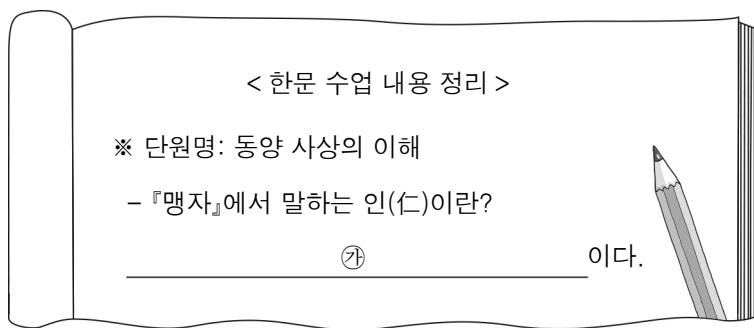 < 한문 수업 내용 정리 >
※ 단원명: 동양 사상의 이해
– 『맹자』에서 말하는 인(仁)이란?
㉮ 이다.